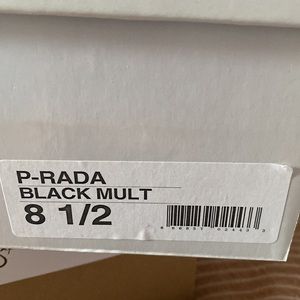 P-RADA
BLACK MULT
8 1/2